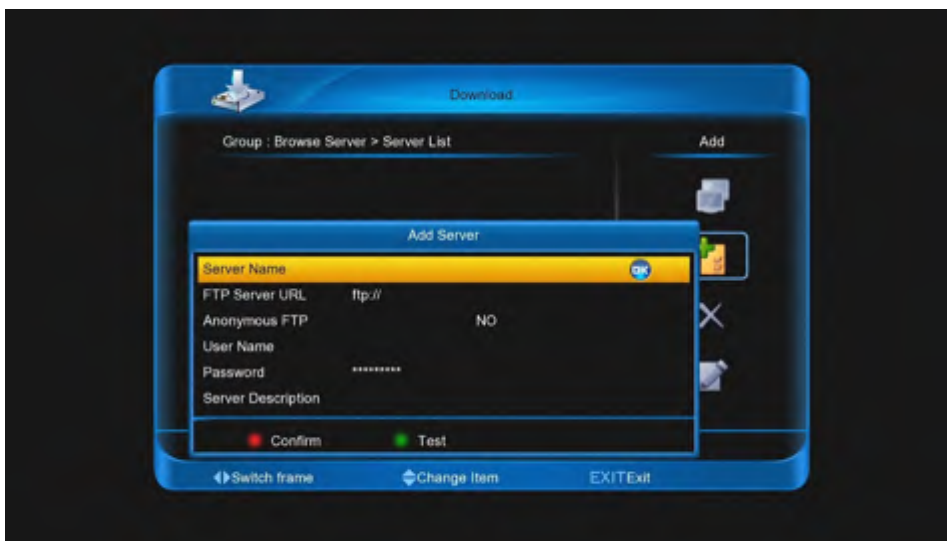 Download
Group : Browse Server > Server List
Add
Add Server
Server Name OK
FTP Server URL ftp://
Anonymous FTP NO
User Name
Password *********
Server Description
Confirm Test
Switch frame Change Item EXITExit